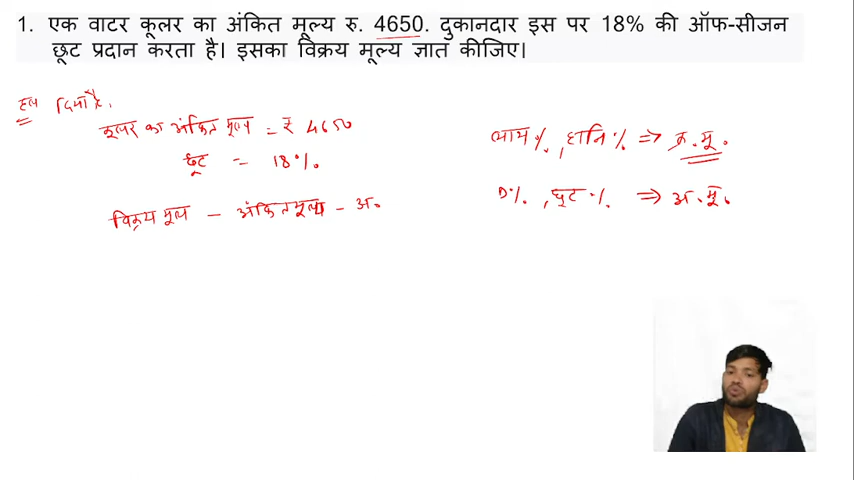 1. एक वाटर कूलर का अंकित मूल्य रु. 4650. दुकानदार इस पर 18% की ऑफ-सीजन
छूट प्रदान करता है। इसका विक्रय मूल्य ज्ञात कीजिए।
हल दिया है,
कूलर का अंकित मूल्य = ₹ 4650
छूट = 18%
विक्रय मूल्य - अंकित मूल्य - अ.
लाभ %, हानि % => क्र.मू.
D%, छूट % => अ.मू.